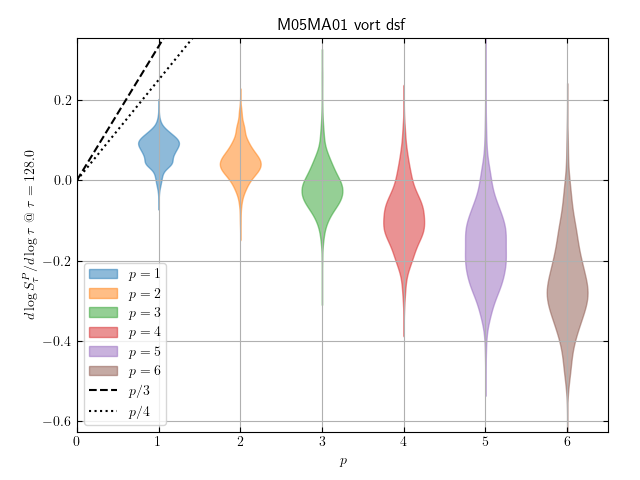 M05MA01 vort dsf
d log S_τ^P / d log τ @ τ = 128.0
0.2
0.0
−0.2
−0.4
−0.6
p = 1
p = 2
p = 3
p = 4
p = 5
p = 6
p/3
p/4
0 1 2 3 4 5 6
p